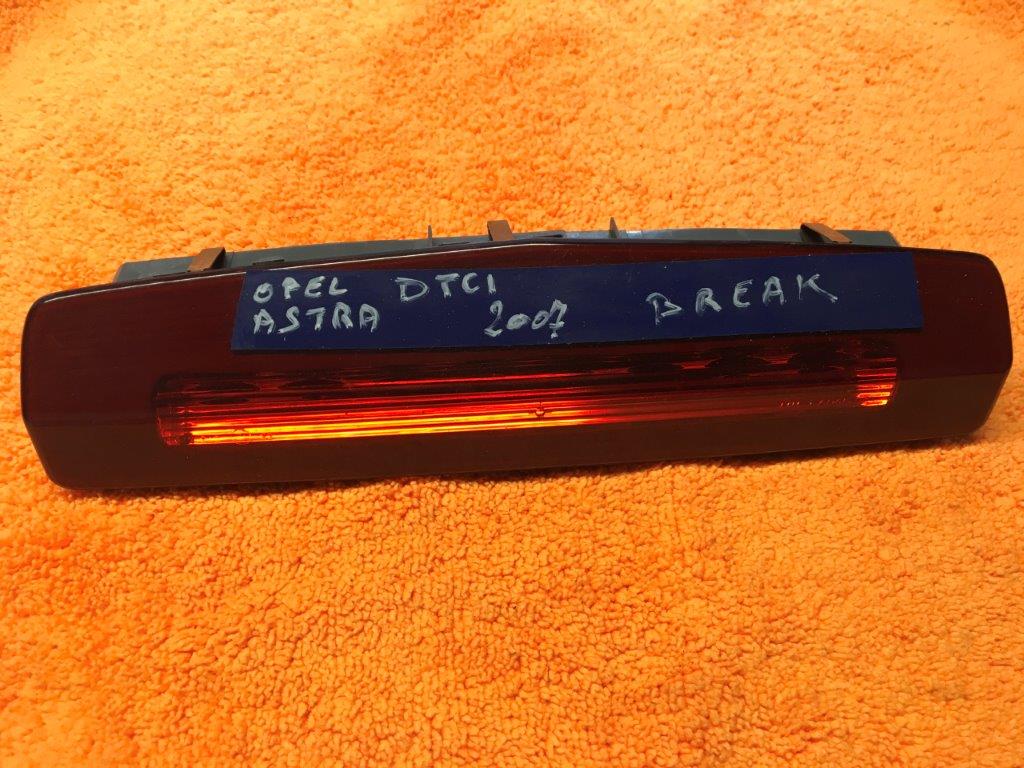 OPEL DTCI BREAK
ASTRA 2007